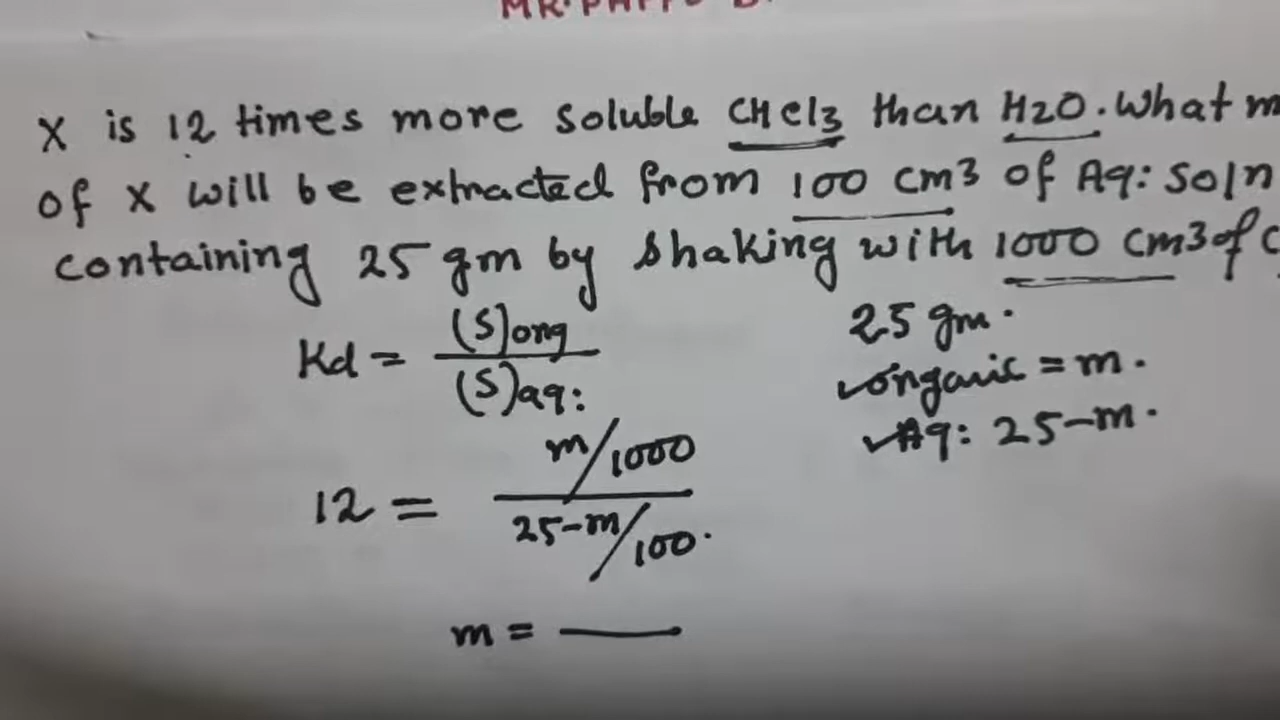 X is 12 times more soluble CHCl3 than H2O. What
of X will be extracted from 100 cm3 of Aq: soln
containing 25 gm by shaking with 1000 cm3 of
Kd = (S)org / (S)aq:
25 gm.
✓organic = m.
✓Aq: 25-m.
12 = m/1000 / 25-m/100.
m = —